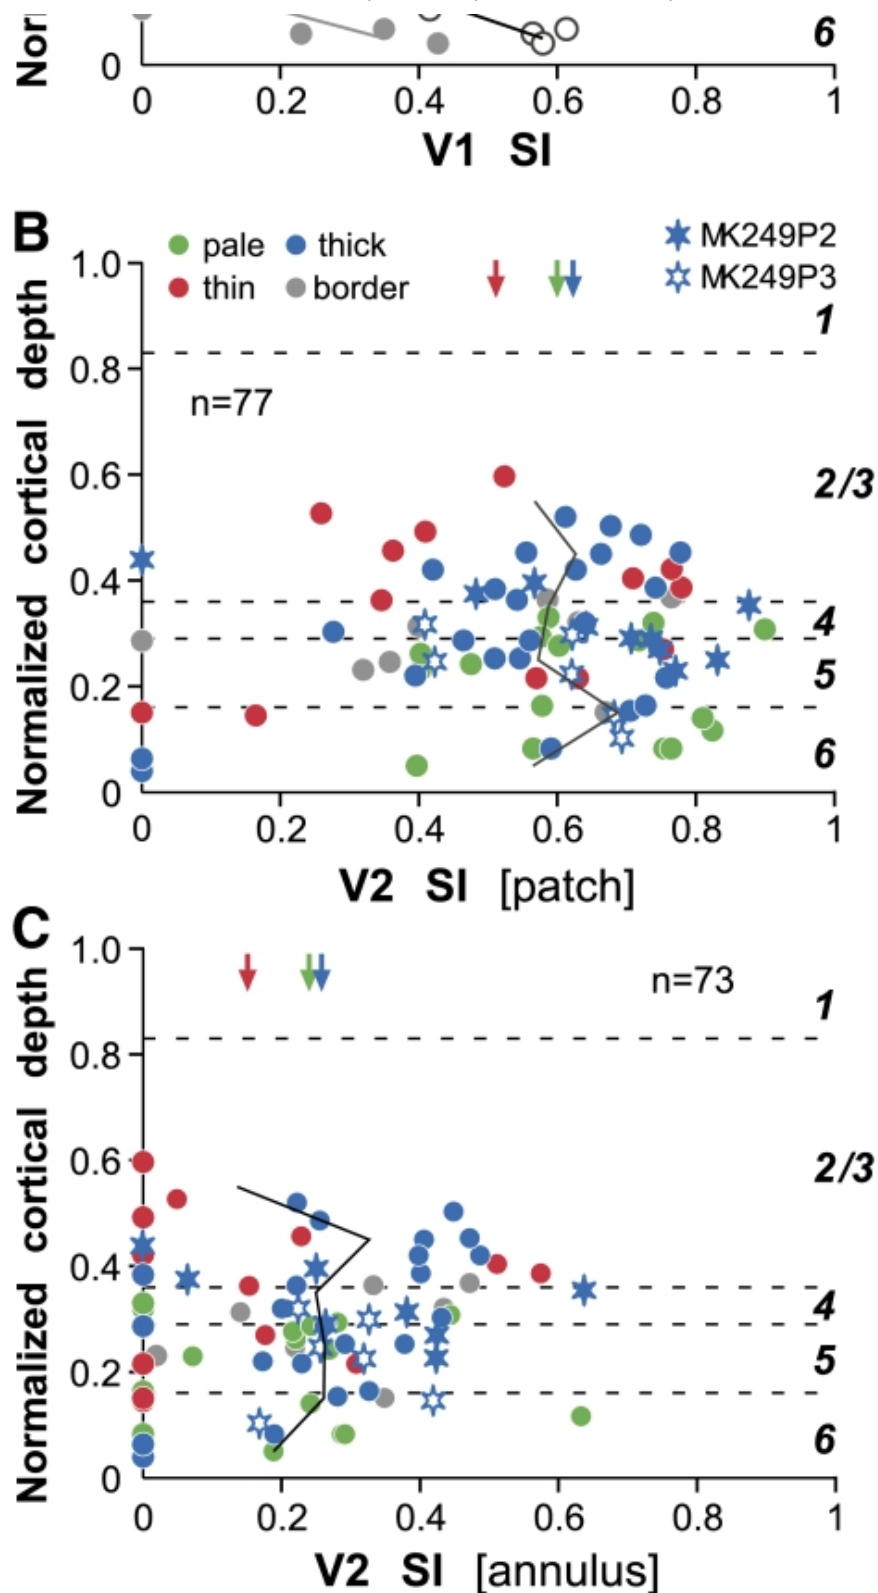 Nor
6
0
0 0.2 0.4 0.6 0.8 1
V1 SI
B
pale thick MK249P2
thin border MK249P3
Normalized cortical depth
1.0
1
0.8
n=77
0.6
2/3
0.4
4
5
0.2
6
0
0 0.2 0.4 0.6 0.8 1
V2 SI [patch]
C
Normalized cortical depth
1.0
n=73
1
0.8
0.6
2/3
0.4
4
5
0.2
6
0
0 0.2 0.4 0.6 0.8 1
V2 SI [annulus]